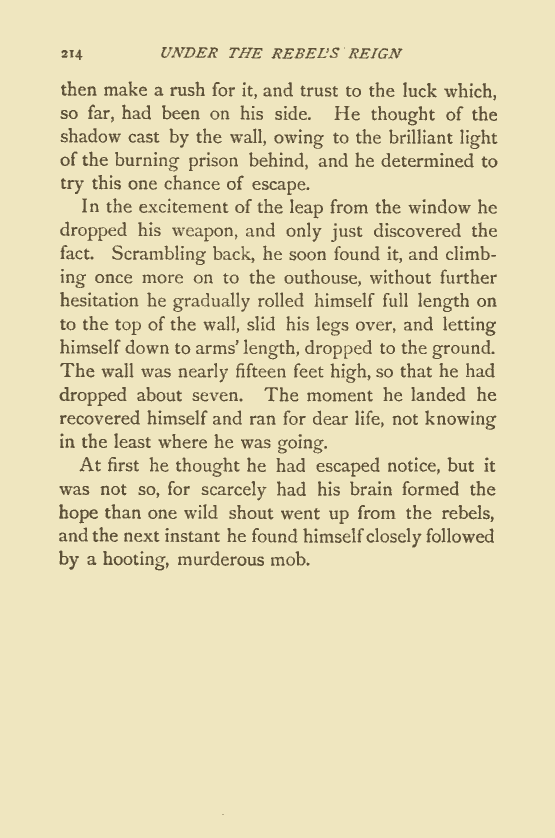 214 UNDER THE REBEL'S REIGN
then make a rush for it, and trust to the luck which,
so far, had been on his side. He thought of the
shadow cast by the wall, owing to the brilliant light
of the burning prison behind, and he determined to
try this one chance of escape.
In the excitement of the leap from the window he
dropped his weapon, and only just discovered the
fact. Scrambling back, he soon found it, and climb-
ing once more on to the outhouse, without further
hesitation he gradually rolled himself full length on
to the top of the wall, slid his legs over, and letting
himself down to arms' length, dropped to the ground.
The wall was nearly fifteen feet high, so that he had
dropped about seven. The moment he landed he
recovered himself and ran for dear life, not knowing
in the least where he was going.
At first he thought he had escaped notice, but it
was not so, for scarcely had his brain formed the
hope than one wild shout went up from the rebels,
and the next instant he found himself closely followed
by a hooting, murderous mob.